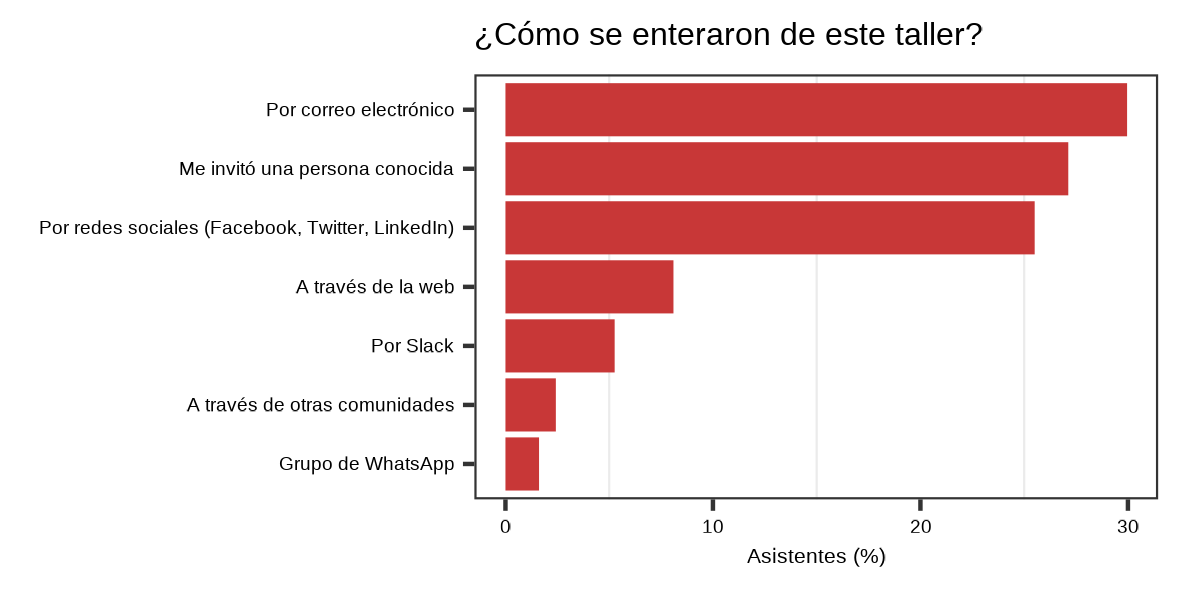 ¿Cómo se enteraron de este taller?
Por correo electrónico
Me invitó una persona conocida
Por redes sociales (Facebook, Twitter, LinkedIn)
A través de la web
Por Slack
A través de otras comunidades
Grupo de WhatsApp
0 10 20 30
Asistentes (%)